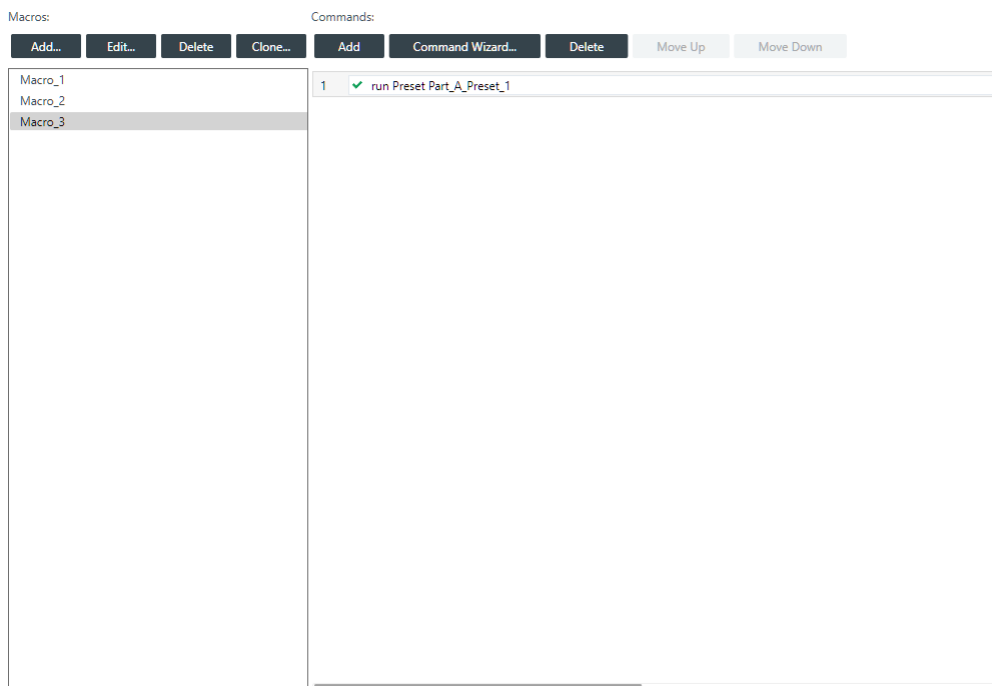 Macros:
Commands:
Add... Edit... Delete Clone... Add Command Wizard... Delete Move Up Move Down
Macro_1
Macro_2
Macro_3
1 run Preset Part_A_Preset_1